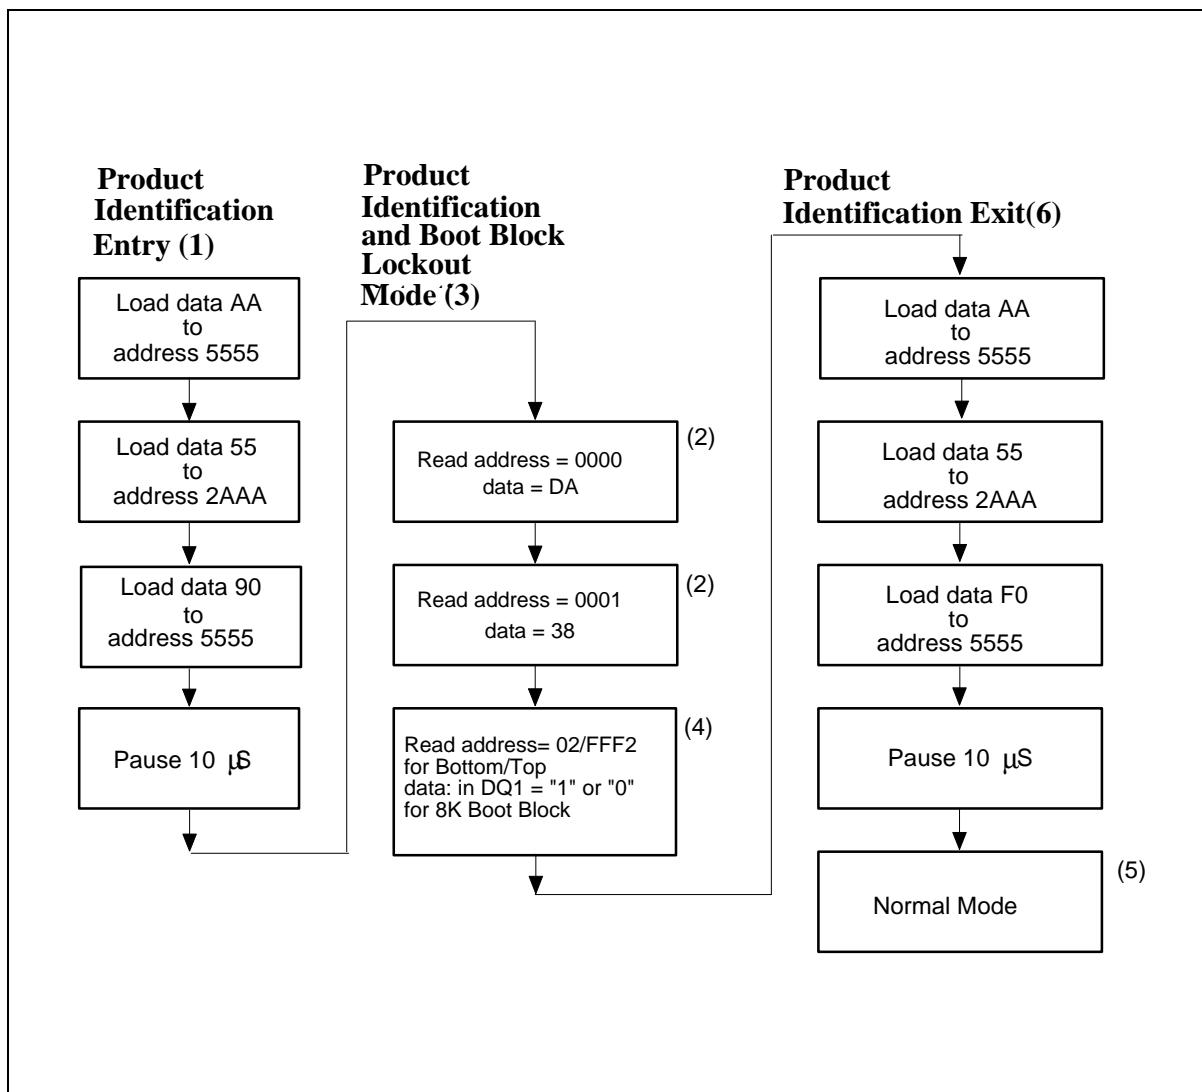 Product
Identification
Entry (1)
Load data AA
to
address 5555
Load data 55
to
address 2AAA
Load data 90
to
address 5555
Pause 10 µS
Product
Identification
and Boot Block
Lockout
Mode (3)
Read address = 0000
data = DA
(2)
Read address = 0001
data = 38
(2)
Read address= 02/FFF2
for Bottom/Top
data: in DQ1 = "1" or "0"
for 8K Boot Block
(4)
Product
Identification Exit(6)
Load data AA
to
address 5555
Load data 55
to
address 2AAA
Load data F0
to
address 5555
Pause 10 µS
Normal Mode
(5)